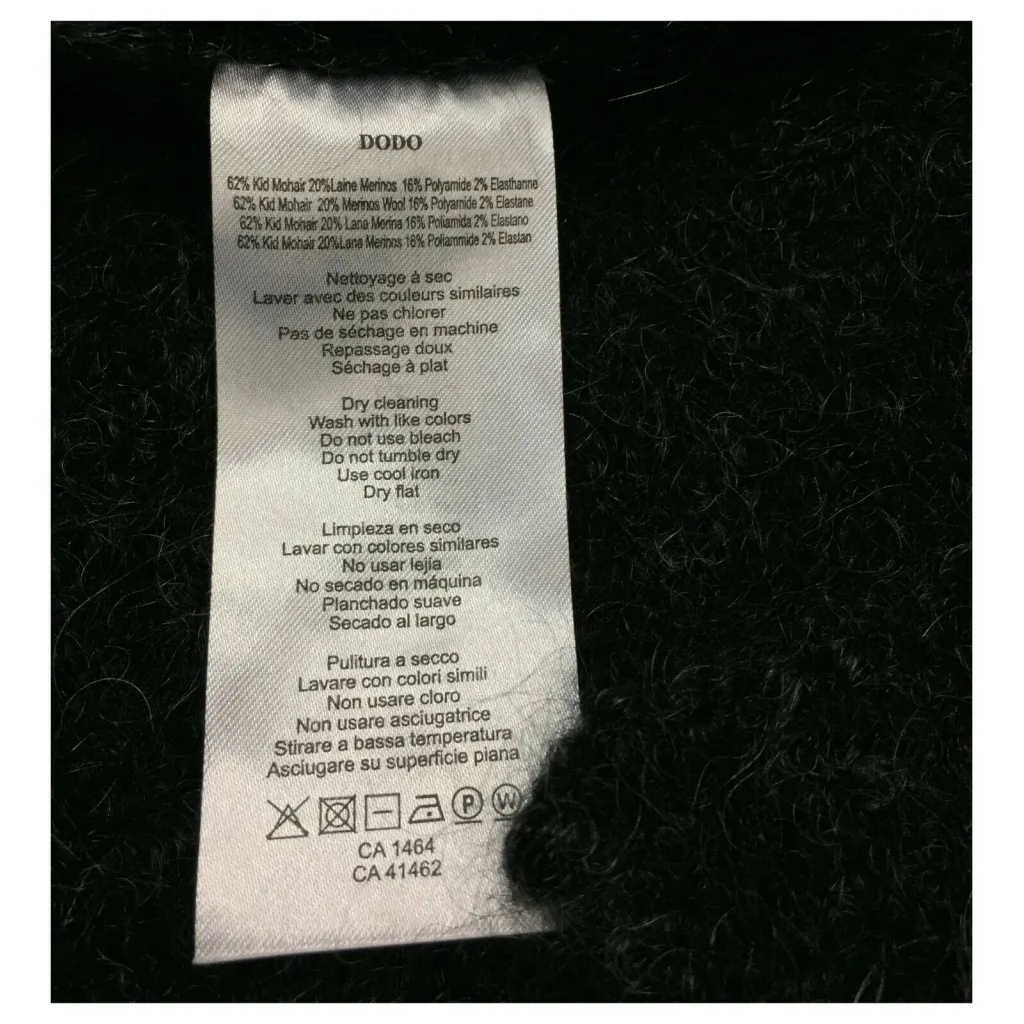 DODO
62% Kid Mohair 20%Laine Merinos 16% Polyamide 2% Elasthanne
62% Kid Mohair 20% Merinos Wool 16% Polyamide 2% Elastane
62% Kid Mohair 20% Lana Merina 16% Poliamida 2% Elastano
62% Kid Mohair 20%Lana Merinos 16% Poliammide 2% Elastan
Nettoyage à sec
Laver avec des couleurs similaires
Ne pas chlorer
Pas de séchage en machine
Repassage doux
Séchage à plat
Dry cleaning
Wash with like colors
Do not use bleach
Do not tumble dry
Use cool iron
Dry flat
Limpieza en seco
Lavar con colores similares
No usar lejía
No secado en máquina
Planchado suave
Secado al largo
Pulitura a secco
Lavare con colori simili
Non usare cloro
Non usare asciugatrice
Stirare a bassa temperatura
Asciugare su superficie piana
P W
CA 1464
CA 41462